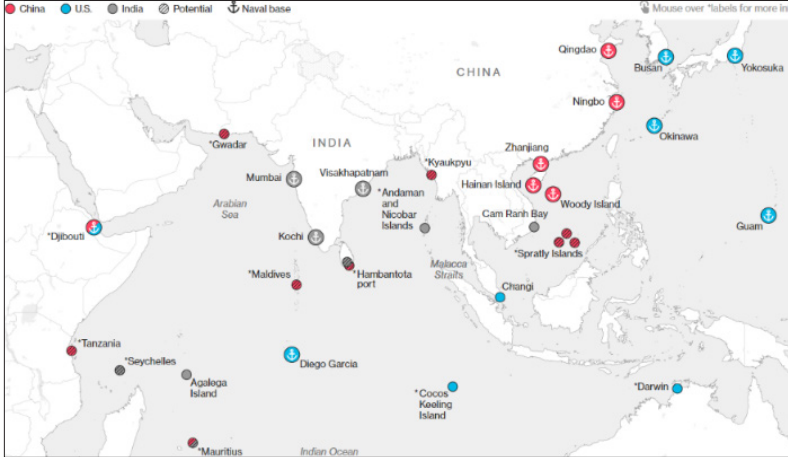 China
U.S.
India
Potential
Naval base
Mouse over *labels for more in
Qingdao
Busan
Yokosuka
CHINA
Ningbo
Okinawa
*Gwadar
INDIA
Zhanjiang
*Kyaukpyu
Mumbai
Visakhapatnam
Hainan Island
*Andaman
and
Nicobar
Islands
Woody Island
Arabian
Sea
Cam Ranh Bay
Guam
*Djibouti
Kochi
*Spratly Islands
Malacca
Straits
*Maldives
*Hambantota
port
Changi
*Tanzania
*Seychelles
Diego Garcia
Agalega
Island
*Cocos
Keeling
Island
*Darwin
*Mauritius
Indian Ocean